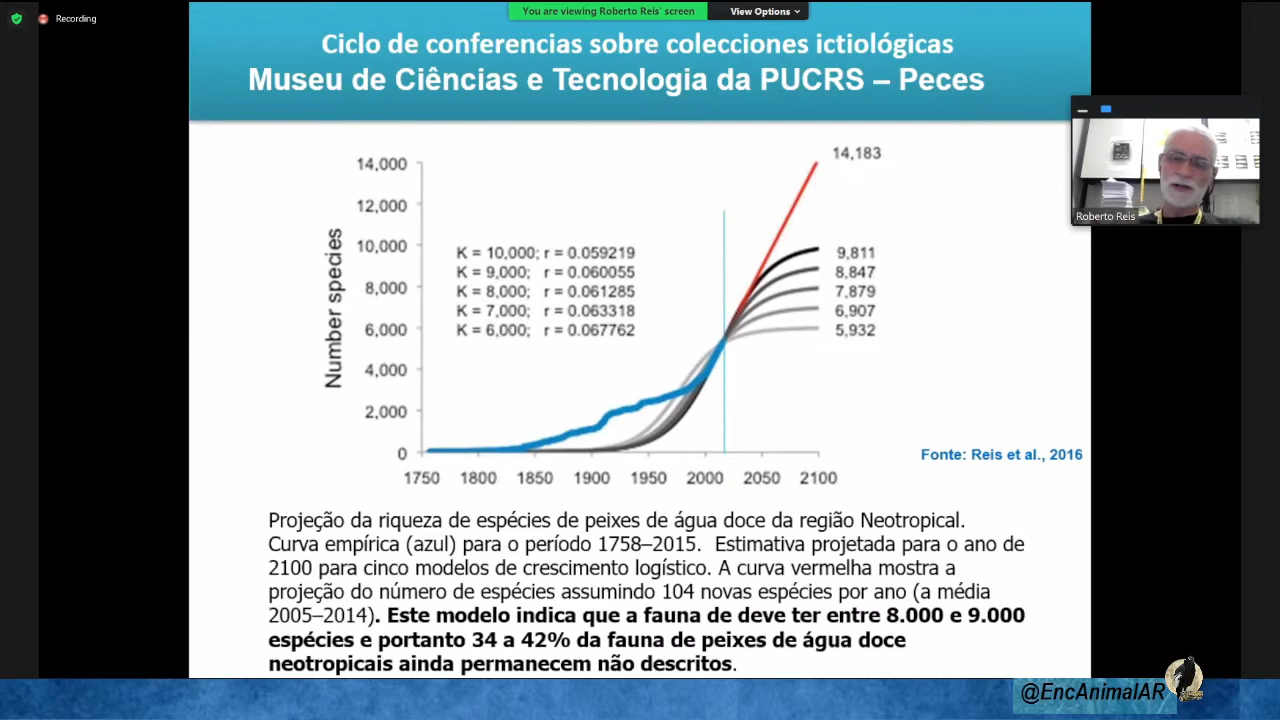 Recording
You are viewing Roberto Reis' screen
View Options
Ciclo de conferencias sobre colecciones ictiológicas
Museu de Ciências e Tecnologia da PUCRS – Peces
Roberto Reis
Number species
14,000
12,000
10,000
8,000
6,000
4,000
2,000
0
1750 1800 1850 1900 1950 2000 2050 2100
K = 10,000; r = 0.059219
K = 9,000; r = 0.060055
K = 8,000; r = 0.061285
K = 7,000; r = 0.063318
K = 6,000; r = 0.067762
14,183
9,811
8,847
7,879
6,907
5,932
Fonte: Reis et al., 2016
Projeção da riqueza de espécies de peixes de água doce da região Neotropical.
Curva empírica (azul) para o período 1758–2015. Estimativa projetada para o ano de
2100 para cinco modelos de crescimento logístico. A curva vermelha mostra a
projeção do número de espécies assumindo 104 novas espécies por ano (a média
2005–2014). Este modelo indica que a fauna de deve ter entre 8.000 e 9.000
espécies e portanto 34 a 42% da fauna de peixes de água doce
neotropicais ainda permanecem não descritos.
@EncAnimalAR